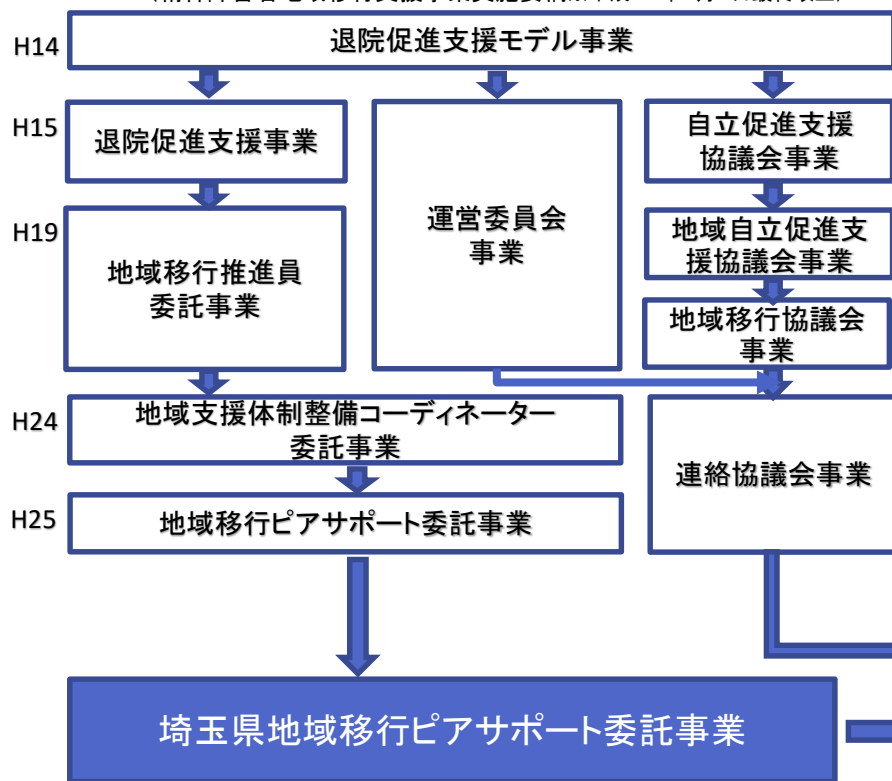 H14
退院促進支援モデル事業
H15
退院促進支援事業
運営委員会
事業
自立促進支援
協議会事業
H19
地域移行推進員
委託事業
地域自立促進支
援協議会事業
地域移行協議会
事業
H24
地域支援体制整備コーディネーター
委託事業
連絡協議会事業
H25
地域移行ピアサポート委託事業
埼玉県地域移行ピアサポート委託事業